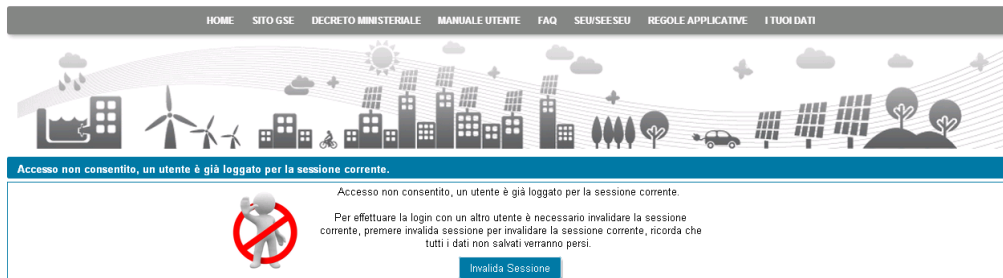 HOME SITO GSE DECRETO MINISTERIALE MANUALE UTENTE FAQ SEU/SEESEU REGOLE APPLICATIVE I TUOI DATI
Accesso non consentito, un utente è già loggato per la sessione corrente.
Accesso non consentito, un utente è già loggato per la sessione corrente.
Per effettuare la login con un altro utente è necessario invalidare la sessione
corrente, premere invalida sessione per invalidare la sessione corrente, ricorda che
tutti i dati non salvati verranno persi.
Invalida Sessione